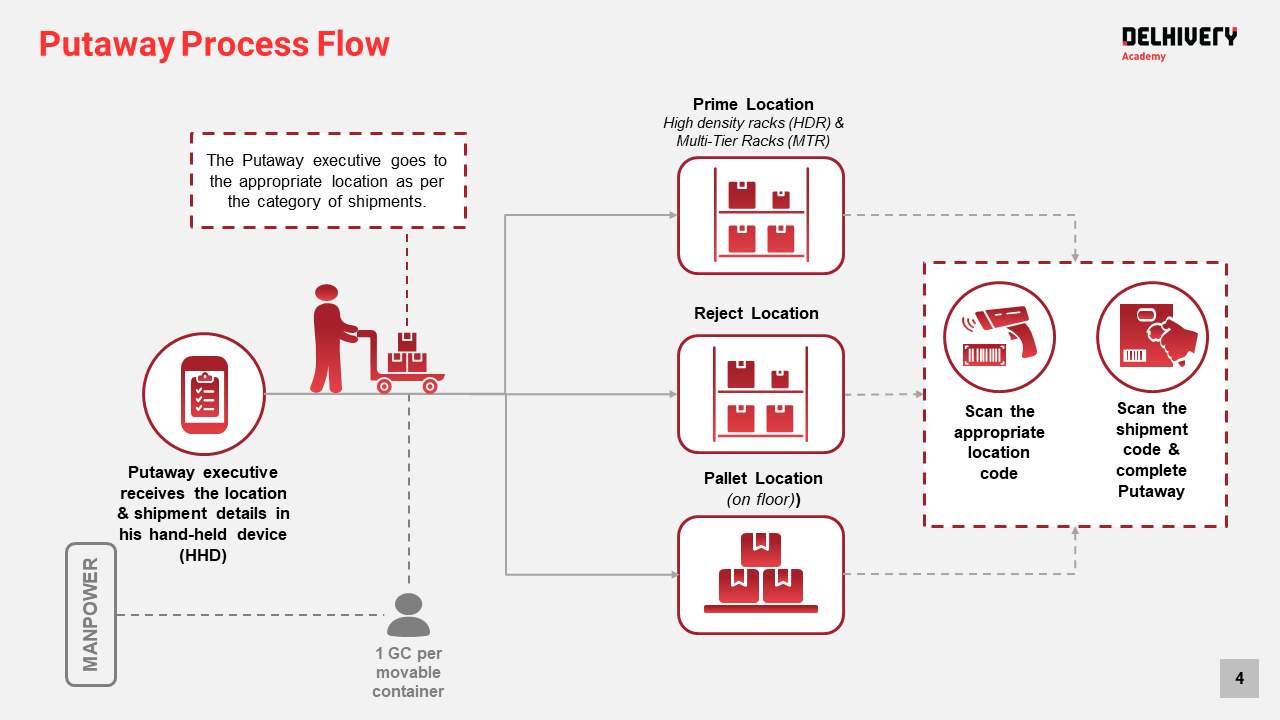 Putaway Process Flow
DELHIVERY
Academy
The Putaway executive goes to
the appropriate location as per
the category of shipments.
Prime Location
High density racks (HDR) &
Multi-Tier Racks (MTR)
Reject Location
Pallet Location
(on floor))
Putaway executive
receives the location
& shipment details in
his hand-held device
(HHD)
Scan the
appropriate
location
code
Scan the
shipment
code &
complete
Putaway
MANPOWER
1 GC per
movable
container
4